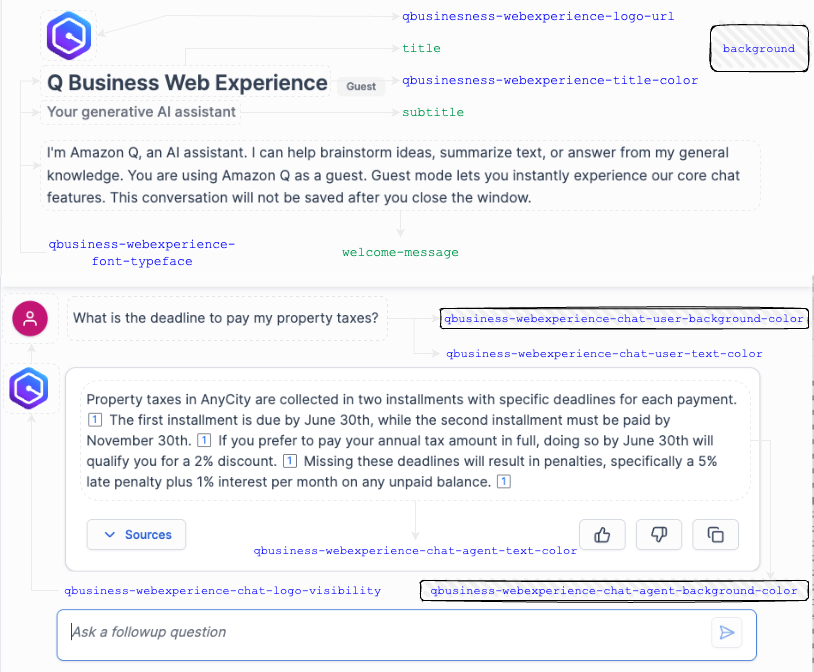 qbusinesness-webexperience-logo-url
title
background
Q Business Web Experience
Guest
qbusinesness-webexperience-title-color
Your generative AI assistant
subtitle
I'm Amazon Q, an AI assistant. I can help brainstorm ideas, summarize text, or answer from my general
knowledge. You are using Amazon Q as a guest. Guest mode lets you instantly experience our core chat
features. This conversation will not be saved after you close the window.
qbusiness-webexperience-
font-typeface
welcome-message
What is the deadline to pay my property taxes?
qbusiness-webexperience-chat-user-background-color
qbusiness-webexperience-chat-user-text-color
Property taxes in AnyCity are collected in two installments with specific deadlines for each payment.
1 The first installment is due by June 30th, while the second installment must be paid by
November 30th. 1 If you prefer to pay your annual tax amount in full, doing so by June 30th will
qualify you for a 2% discount. 1 Missing these deadlines will result in penalties, specifically a 5%
late penalty plus 1% interest per month on any unpaid balance. 1
Sources
qbusiness-webexperience-chat-agent-text-color
qbusiness-webexperience-chat-logo-visibility
qbusiness-webexperience-chat-agent-background-color
Ask a followup question